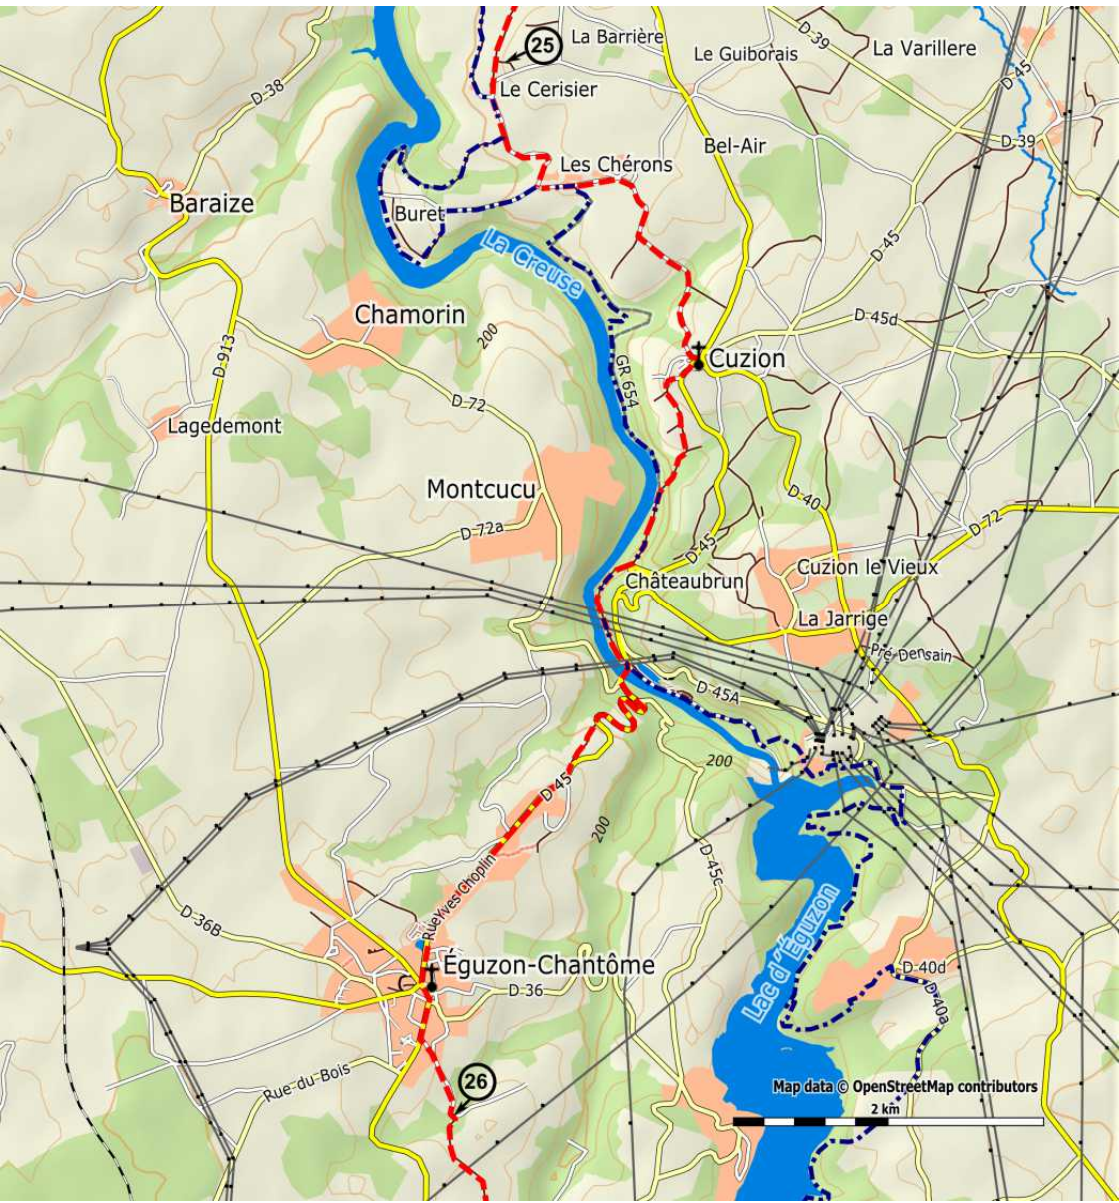 25
La Barrière
Le Guiborais
D 39
La Varillere
D 45
Le Cerisier
D-38
D-39
Bel-Air
Les Chérons
Baraize
Buret
La Creuse
D-45
Chamorin
200
D-45d
D-913
Cuzion
GR 654
D-72
Lagedemont
Montcucu
D-40
D-72
D-72a
D-45
Cuzion le Vieux
Châteaubrun
La Jarrige
Pré Densain
D 45A
200
D 45
200
D-45c
Rue Yves Choplin
Lac d'Éguzon
D-36B
Éguzon-Chantôme
D-40d
D 36
D-40a
Rue du Bois
26
Map data © OpenStreetMap contributors
2 km